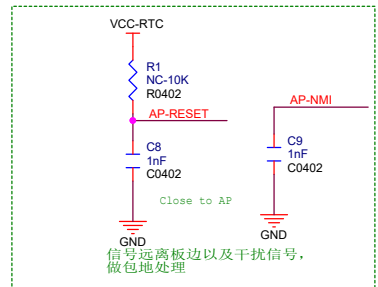 VCC-RTC
R1
NC-10K
R0402
AP-RESET
AP-NMI
C8
1nF
C0402
C9
1nF
C0402
Close to AP
GND
GND
信号远离板边以及干扰信号，
做包地处理